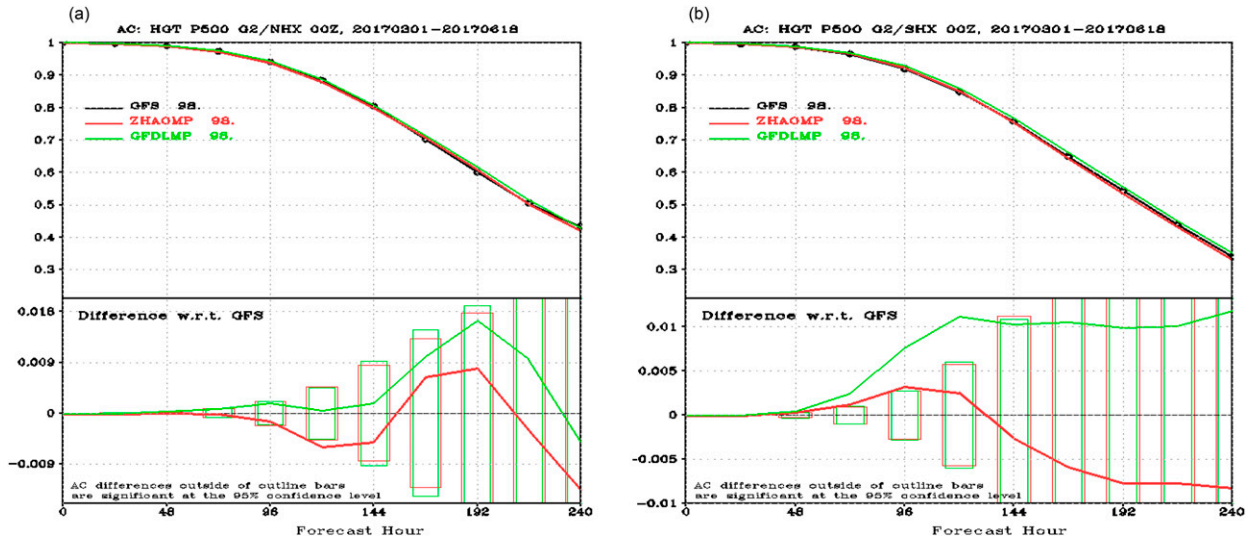 (a)
AC: HGT P500 G2/NHX 00Z, 20170301-20170618
1
0.9
0.8
0.7
0.6
0.5
0.4
0.3
GFS 98.
ZHAOMP 98.
GFDLMP 98.
0.018
0.009
0
-0.009
Difference w.r.t. GFS
AC differences outside of outline bars
are significant at the 95% confidence level
0 48 96 144 192 240
Forecast Hour
(b)
AC: HGT P500 G2/SHX 00Z, 20170301-20170618
1
0.9
0.8
0.7
0.6
0.5
0.4
0.3
GFS 98.
ZHAOMP 98.
GFDLMP 98.
0.01
0.005
0
-0.005
-0.01
Difference w.r.t. GFS
AC differences outside of outline bars
are significant at the 95% confidence level
0 48 96 144 192 240
Forecast Hour